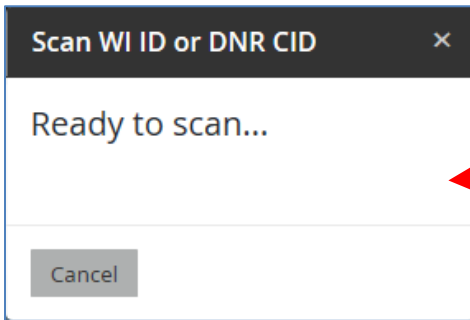 Scan WI ID or DNR CID ×
Ready to scan...
Cancel